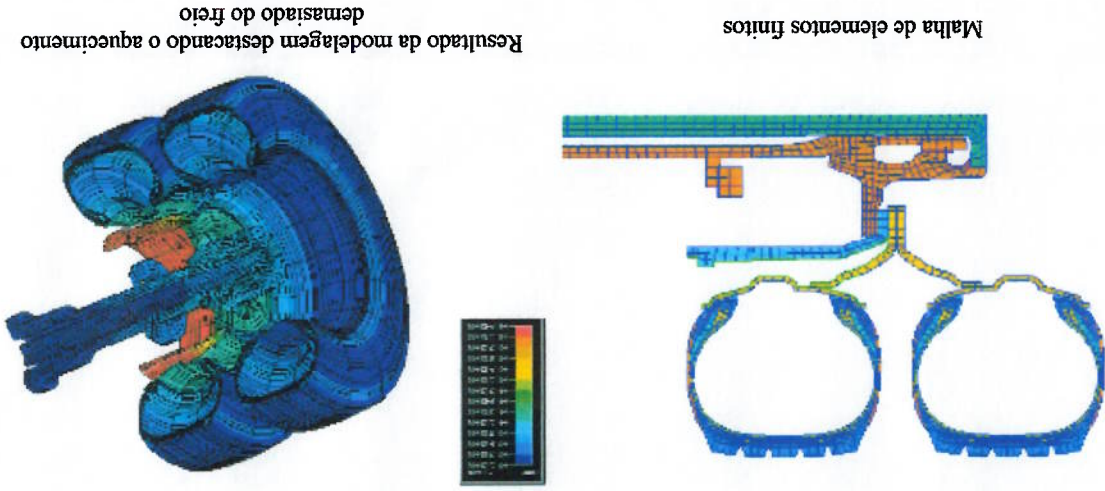 Malha de elementos finitos
Resultado da modelagem destacando o aquecimento
demasiado do freio